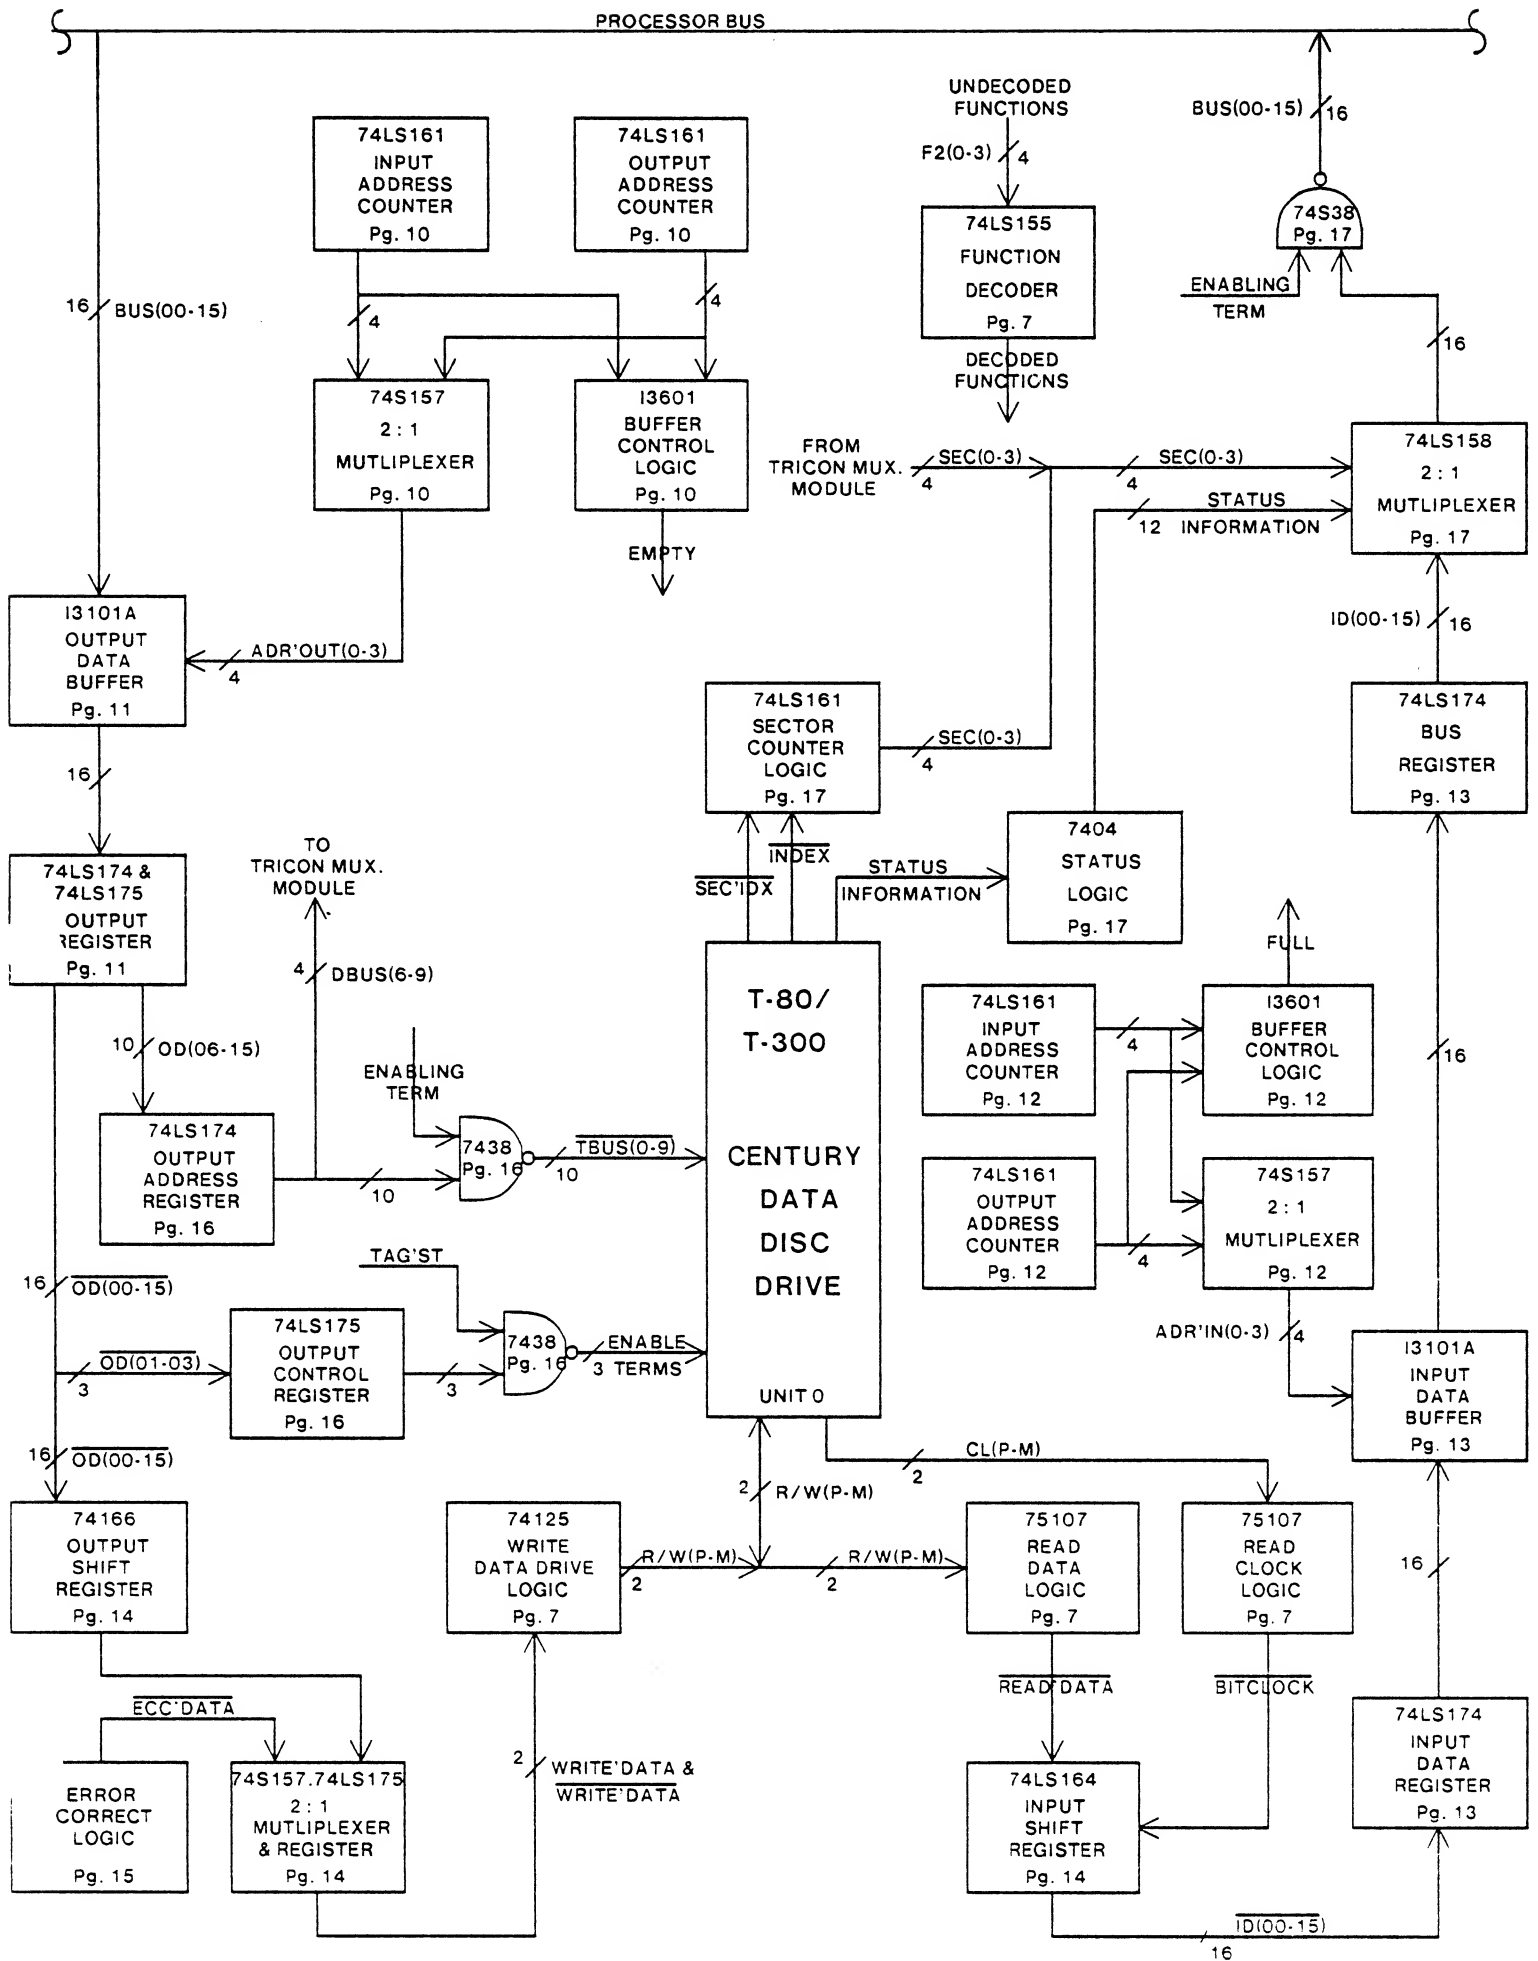 PROCESSOR BUS
74LS161
INPUT
ADDRESS
COUNTER
Pg. 10
74LS161
OUTPUT
ADDRESS
COUNTER
Pg. 10
UNDECODED
FUNCTIONS
F2(0-3)
4
74LS155
FUNCTION
DECODER
Pg. 7
DECODED
FUNCTIONS
BUS(00-15)
16
74S38
Pg. 17
ENABLING
TERM
16
16
BUS(00-15)
4
4
74S157
2:1
MUTLIPLEXER
Pg. 10
I3601
BUFFER
CONTROL
LOGIC
Pg. 10
EMPTY
FROM
TRICON MUX.
MODULE
SEC(0-3)
4
SEC(0-3)
4
STATUS
12
INFORMATION
74LS158
2:1
MUTLIPLEXER
Pg. 17
I3101A
OUTPUT
DATA
BUFFER
Pg. 11
ADR'OUT(0-3)
4
ID(00-15)
16
74LS161
SECTOR
COUNTER
LOGIC
Pg. 17
SEC(0-3)
4
74LS174
BUS
REGISTER
Pg. 13
16
INDEX
SEC'IDX
STATUS
INFORMATION
7404
STATUS
LOGIC
Pg. 17
TO
TRICON MUX.
MODULE
74LS174 &
74LS175
OUTPUT
REGISTER
Pg. 11
4
DBUS(6-9)
10
OD(06-15)
ENABLING
TERM
74LS174
OUTPUT
ADDRESS
REGISTER
Pg. 16
10
7438
Pg. 16
TBUS(0-9)
10
T-80/
T-300
CENTURY
DATA
DISC
DRIVE
UNIT 0
FULL
74LS161
INPUT
ADDRESS
COUNTER
Pg. 12
4
I3601
BUFFER
CONTROL
LOGIC
Pg. 12
16
74LS161
OUTPUT
ADDRESS
COUNTER
Pg. 12
4
74S157
2:1
MUTLIPLEXER
Pg. 12
TAG'ST
16
OD(00-15)
74LS175
OUTPUT
CONTROL
REGISTER
Pg. 16
OD(01-03)
3
3
7438
Pg. 16
ENABLE
3 TERMS
ADR'IN(0-3)
4
I3101A
INPUT
DATA
BUFFER
Pg. 13
16
OD(00-15)
CL(P-M)
2
2
R/W(P-M)
74166
OUTPUT
SHIFT
REGISTER
Pg. 14
74125
WRITE
DATA DRIVE
LOGIC
Pg. 7
R/W(P-M)
2
R/W(P-M)
2
75107
READ
DATA
LOGIC
Pg. 7
75107
READ
CLOCK
LOGIC
Pg. 7
16
READ'DATA
BITCLOCK
ECC'DATA
ERROR
CORRECT
LOGIC
Pg. 15
74S157.74LS175
2:1
MUTLIPLEXER
& REGISTER
Pg. 14
2
WRITE'DATA &
WRITE'DATA
74LS164
INPUT
SHIFT
REGISTER
Pg. 14
74LS174
INPUT
DATA
REGISTER
Pg. 13
ID(00-15)
16